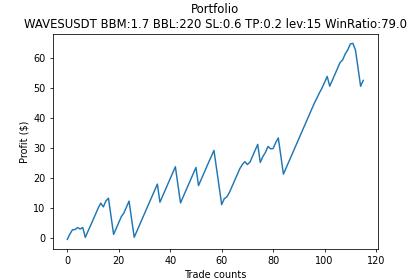 Portfolio
WAVESUSDT BBM:1.7 BBL:220 SL:0.6 TP:0.2 lev:15 WinRatio:79.0
60
50
40
30
20
10
0
Profit ($)
0 20 40 60 80 100 120
Trade counts